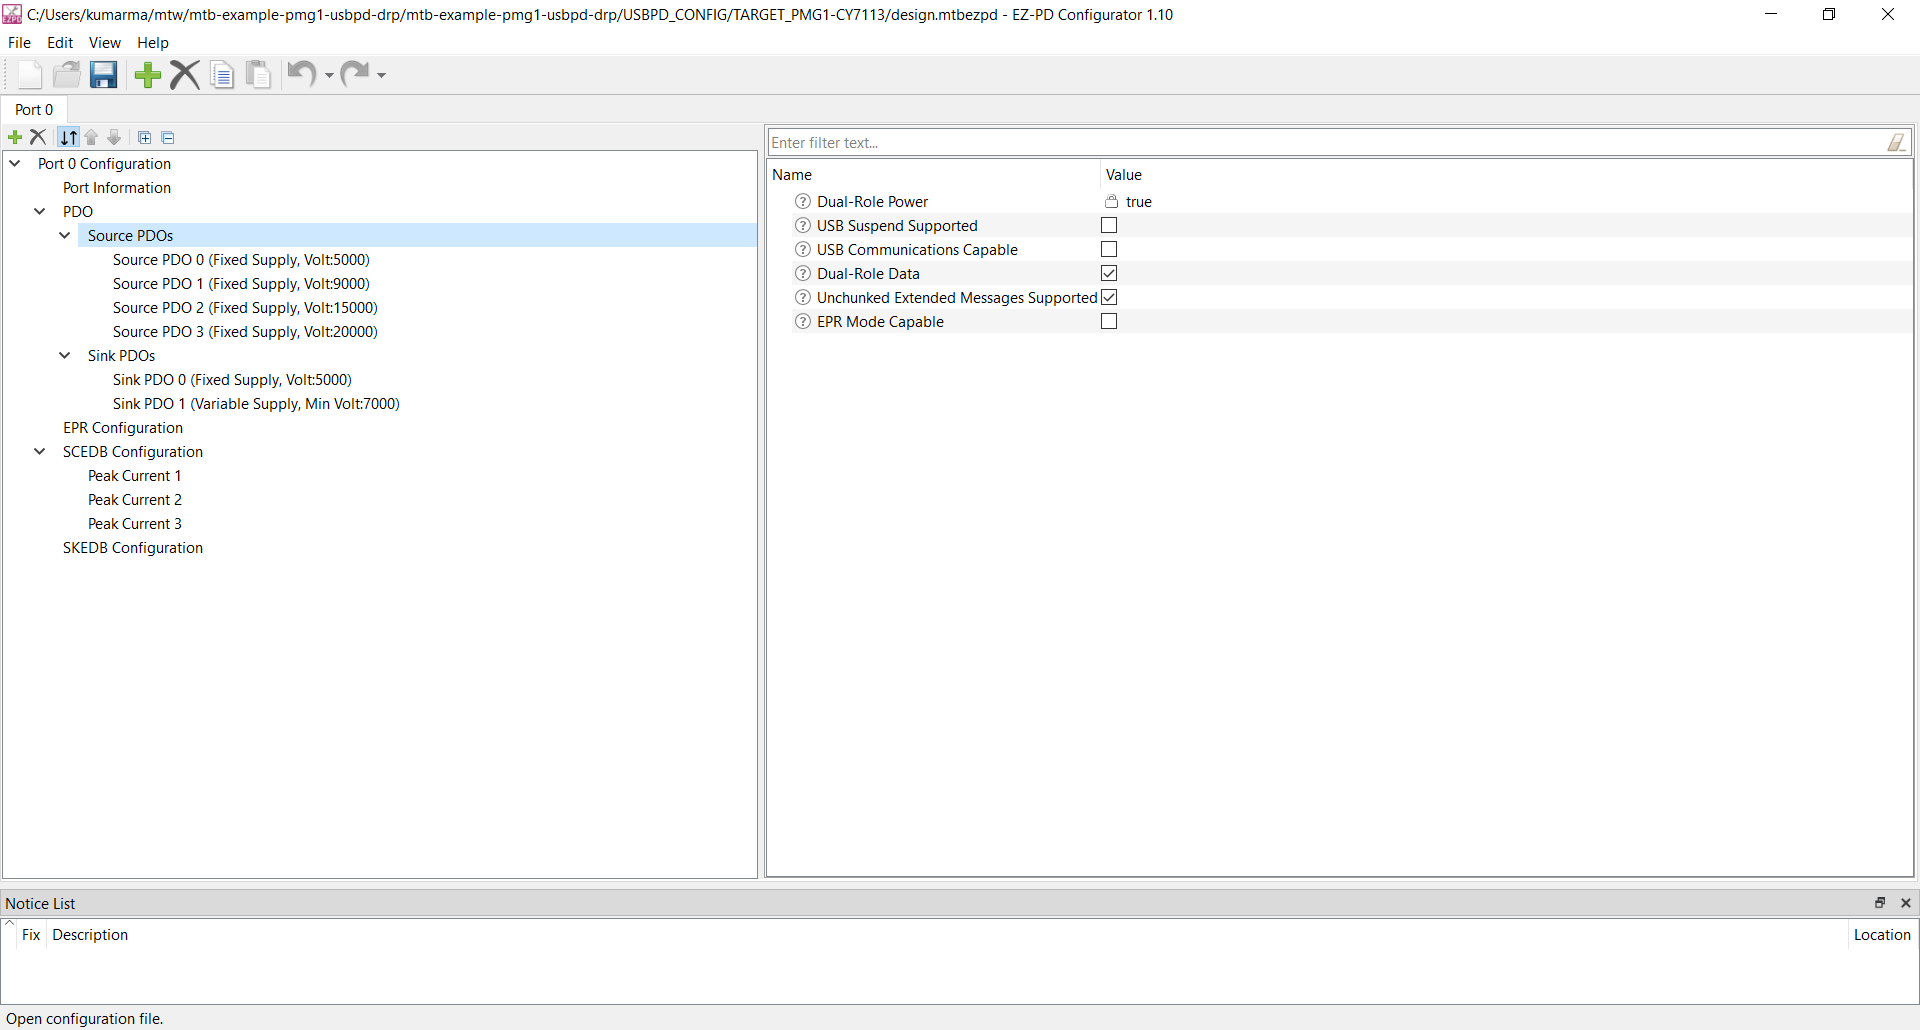 C:/Users/kumarma/mtw/mtb-example-pmg1-usbpd-drp/mtb-example-pmg1-usbpd-drp/USBPD_CONFIG/TARGET_PMG1-CY7113/design.mtbezpd - EZ-PD Configurator 1.10
File Edit View Help
Port 0
Enter filter text...
Port 0 Configuration
Port Information
PDO
Source PDOs
Source PDO 0 (Fixed Supply, Volt:5000)
Source PDO 1 (Fixed Supply, Volt:9000)
Source PDO 2 (Fixed Supply, Volt:15000)
Source PDO 3 (Fixed Supply, Volt:20000)
Sink PDOs
Sink PDO 0 (Fixed Supply, Volt:5000)
Sink PDO 1 (Variable Supply, Min Volt:7000)
EPR Configuration
SCEDB Configuration
Peak Current 1
Peak Current 2
Peak Current 3
SKEDB Configuration
Name Value
Dual-Role Power true
USB Suspend Supported
USB Communications Capable
Dual-Role Data
Unchunked Extended Messages Supported
EPR Mode Capable
Notice List
Fix Description Location
Open configuration file.